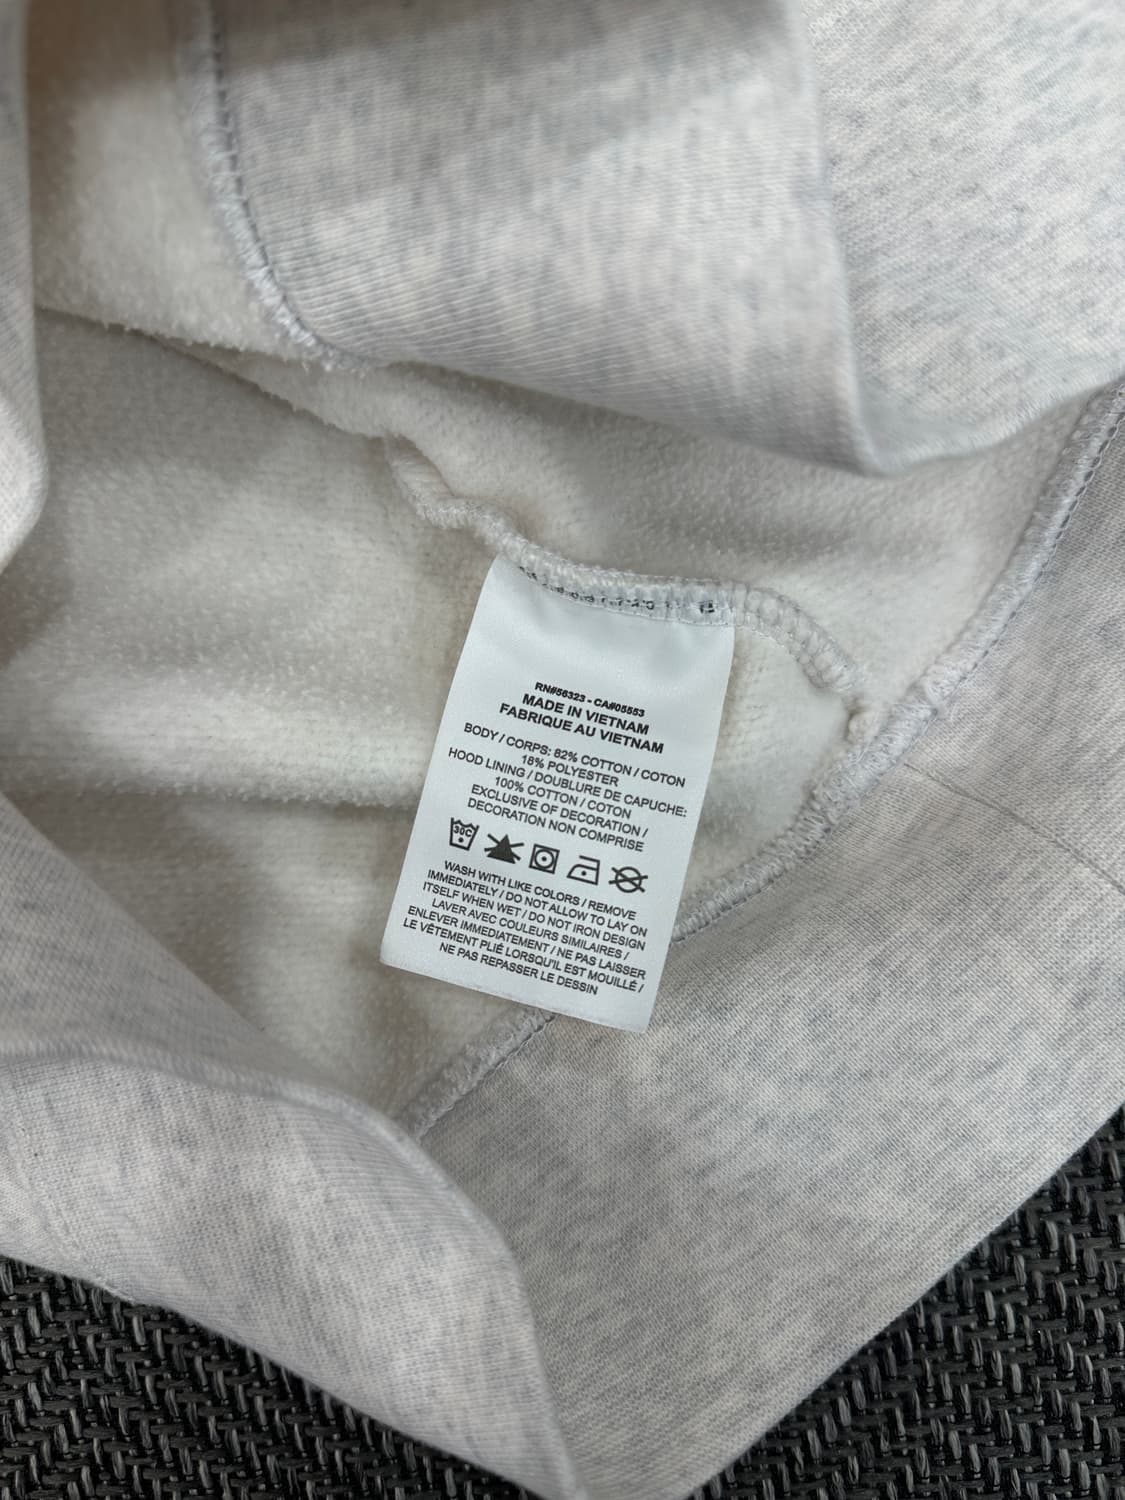 RN#56323 - CA#05553
MADE IN VIETNAM
FABRIQUE AU VIETNAM
BODY / CORPS: 82% COTTON / COTON
18% POLYESTER
HOOD LINING / DOUBLURE DE CAPUCHE:
100% COTTON / COTON
EXCLUSIVE OF DECORATION /
DECORATION NON COMPRISE
30C
WASH WITH LIKE COLORS / REMOVE
IMMEDIATELY / DO NOT ALLOW TO LAY ON
ITSELF WHEN WET / DO NOT IRON DESIGN
LAVER AVEC COULEURS SIMILAIRES /
ENLEVER IMMEDIATEMENT / NE PAS LAISSER
LE VÊTEMENT PLIÉ LORSQU'IL EST MOUILLÉ /
NE PAS REPASSER LE DESSIN